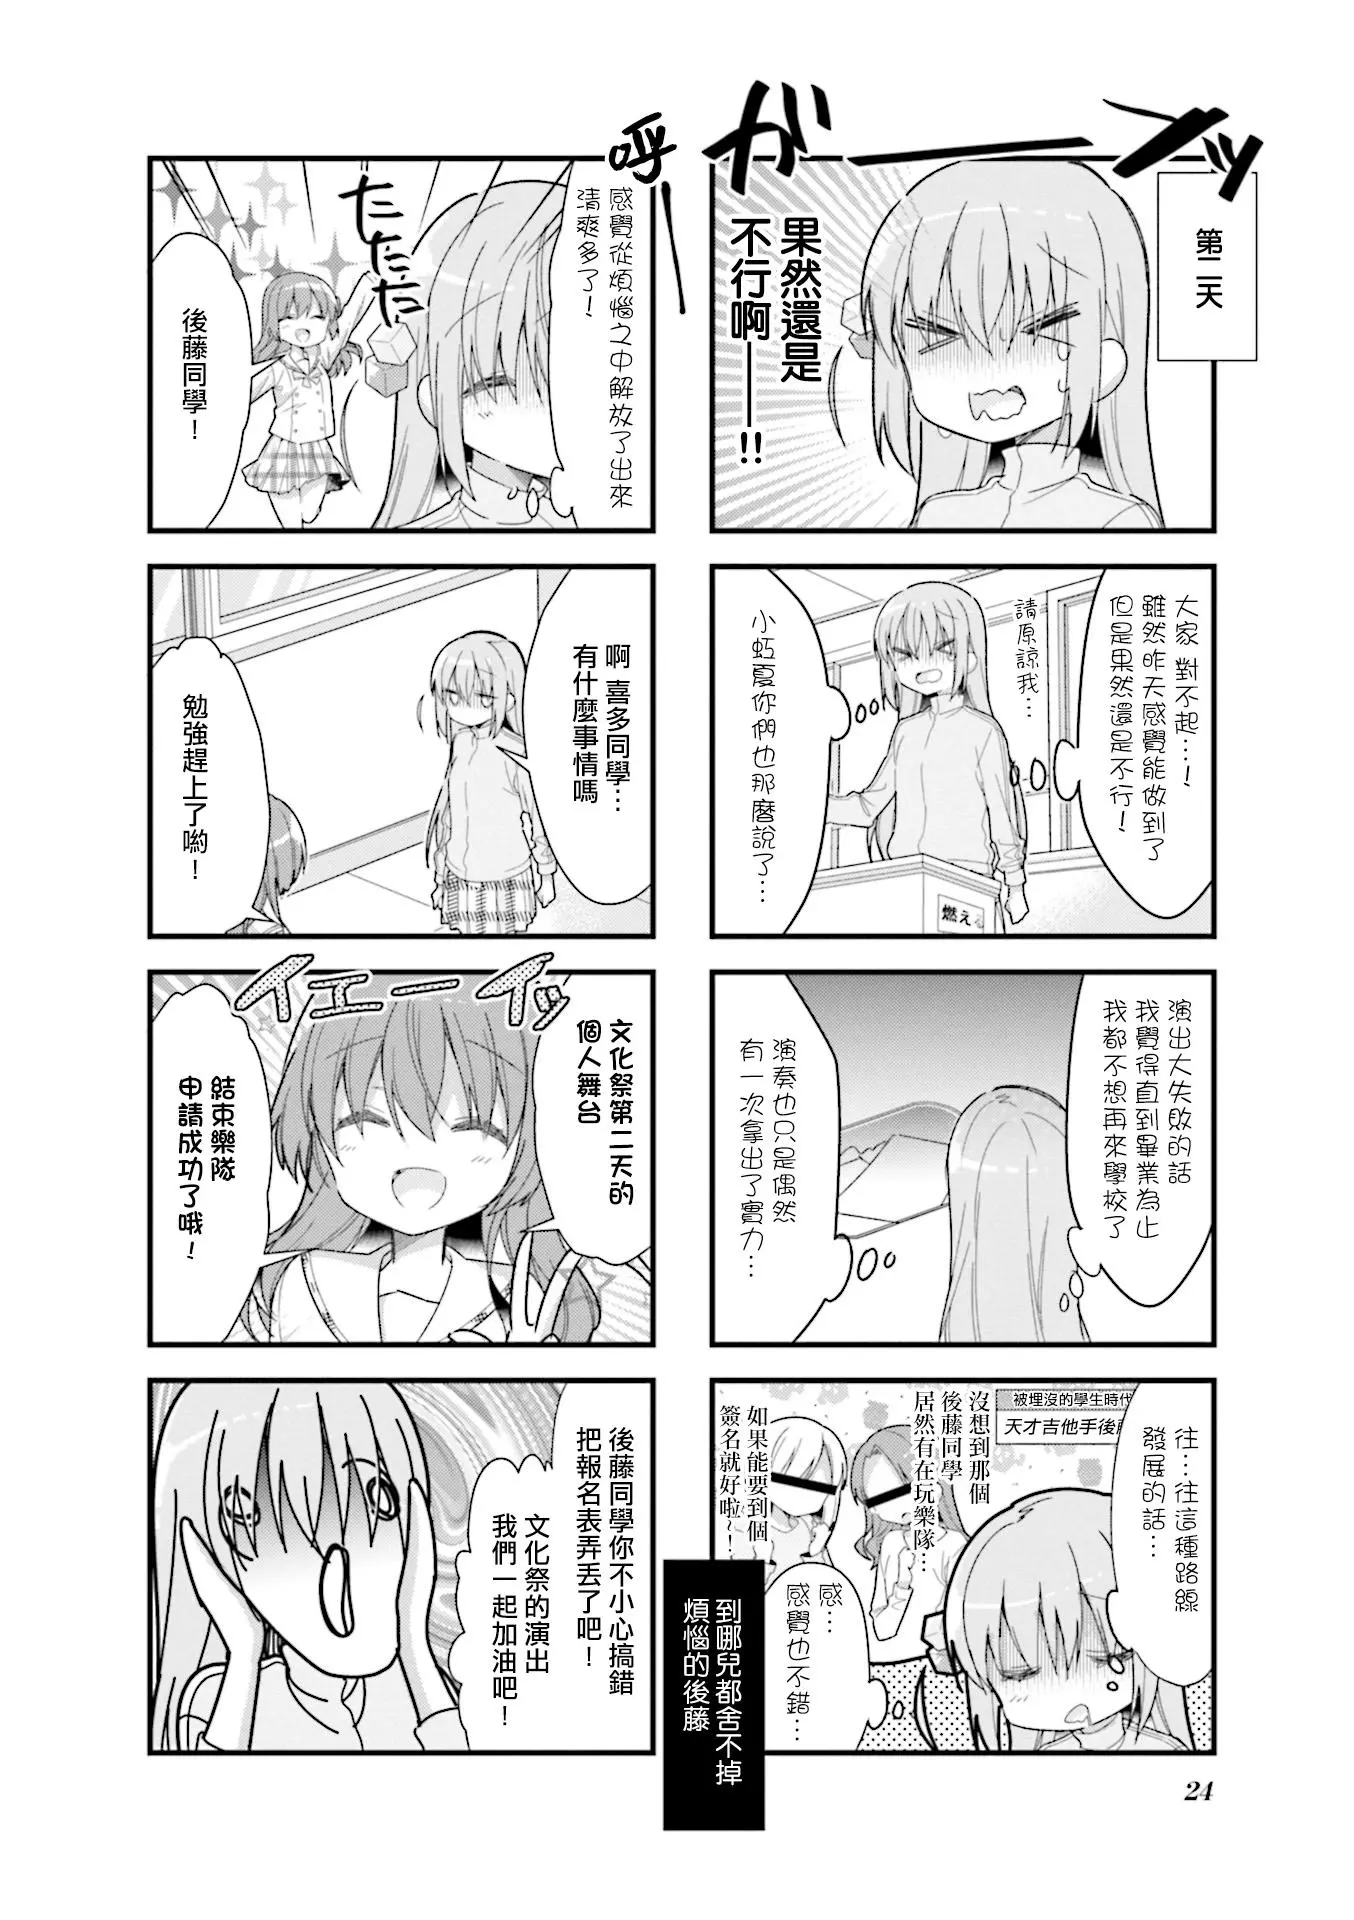 ガーッッ
第二天
果然還是
不行啊——!!
大家 對不起…！
雖然昨天感覺能做到了
但是果然還是不行！
請原諒我…
小虹夏你們也那麼說了…
燃え
演出大失敗的話
我覺得直到畢業為止
我都不想再來學校了
演奏也只是偶然
有一次拿出了實力…
往…往這種路線
發展的話…
被埋沒的學生時代
天才吉他手後藤
沒想到那個
後藤同學
居然有在玩樂隊…
如果能要到個
簽名就好啦~！
感…
感覺也不錯…
到哪兒都舍不掉
煩惱的後藤
呼—！
感覺從煩惱之中解放了出來
清爽多了！
たたたた
後藤同學！
啊 喜多同學…
有什麼事情嗎
勉強趕上了喲！
イエーイッ
文化祭第二天的
個人舞台
結束樂隊
申請成功了哦！
後藤同學你不小心搞錯
把報名表弄丟了吧！
文化祭的演出
我們一起加油吧！
24